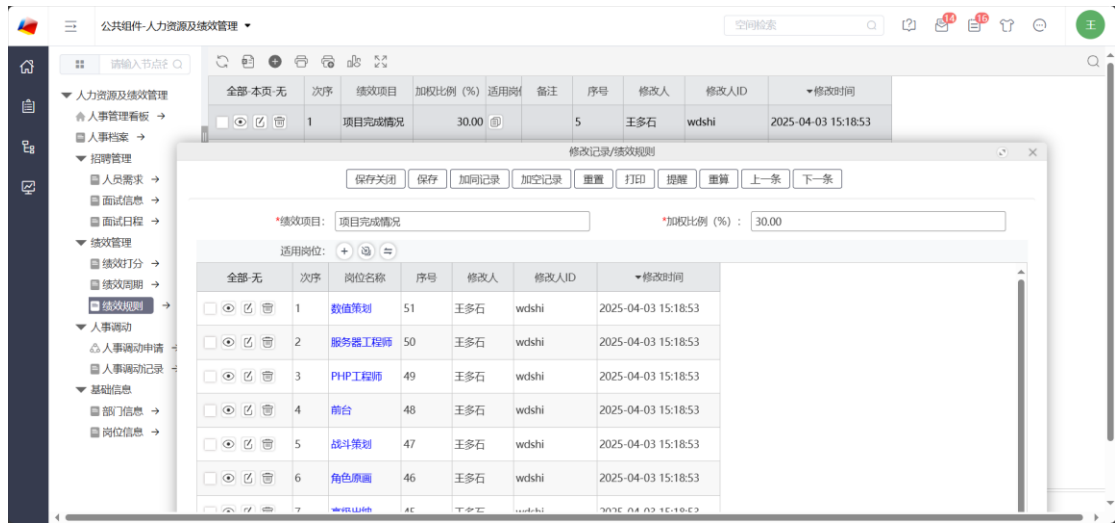 公共组件-人力资源及绩效管理
空间检索
14
16
王
请输入节点名
人力资源及绩效管理
人事管理看板
人事档案
招聘管理
人员需求
面试信息
面试日程
绩效管理
绩效打分
绩效周期
绩效规则
人事调动
人事调动申请
人事调动记录
基础信息
部门信息
岗位信息
全部-本页-无 次序 绩效项目 加权比例 (%) 适用岗 备注 序号 修改人 修改人ID 修改时间
1 项目完成情况 30.00 5 王多石 wdshi 2025-04-03 15:18:53
修改记录/绩效规则
保存关闭 保存 加同记录 加空记录 重置 打印 提醒 重算 上一条 下一条
*绩效项目: 项目完成情况 *加权比例 (%) : 30.00
适用岗位:
全部-无 次序 岗位名称 序号 修改人 修改人ID 修改时间
1 数值策划 51 王多石 wdshi 2025-04-03 15:18:53
2 服务器工程师 50 王多石 wdshi 2025-04-03 15:18:53
3 PHP工程师 49 王多石 wdshi 2025-04-03 15:18:53
4 前台 48 王多石 wdshi 2025-04-03 15:18:53
5 战斗策划 47 王多石 wdshi 2025-04-03 15:18:53
6 角色原画 46 王多石 wdshi 2025-04-03 15:18:53
7 45 王多石 wdshi 2025-04-03 15:18:53